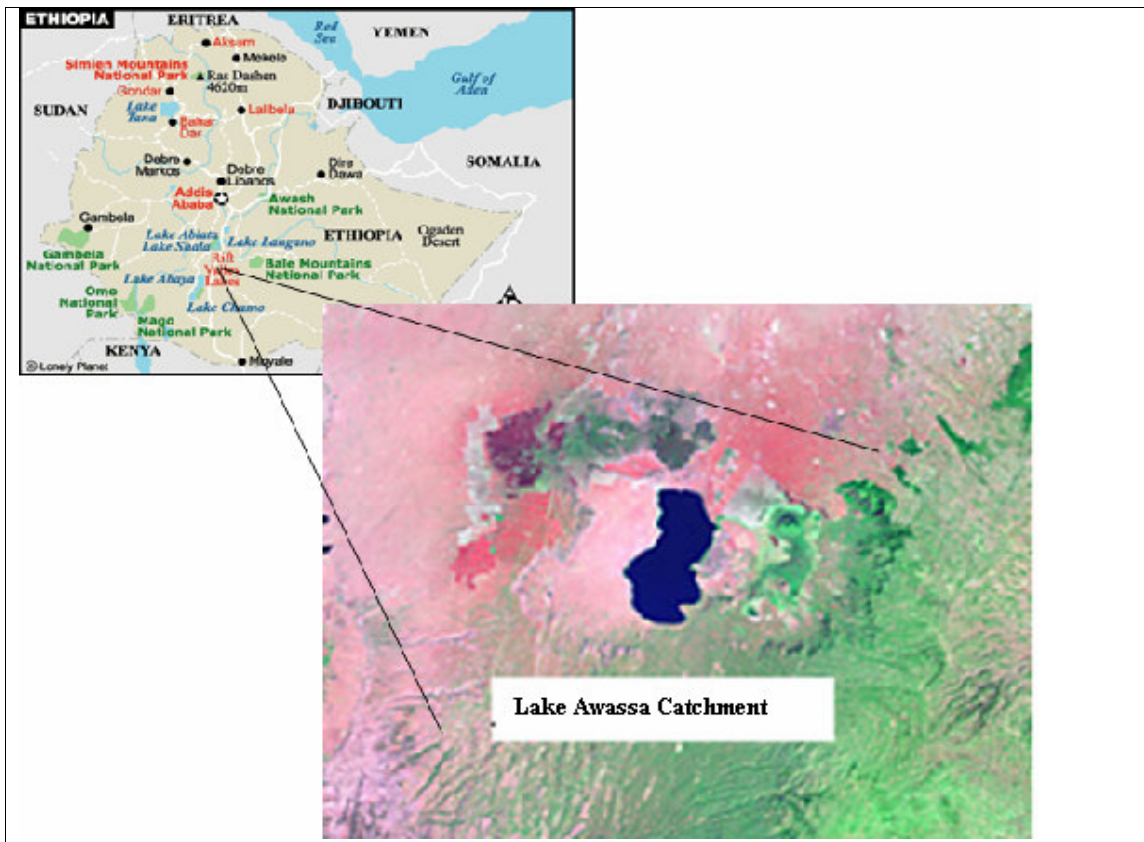 ETHIOPIA
ERITREA
Red
Sea
YEMEN
Aksum
Mekele
Simien Mountains
National Park
Ras Dashen
4620m
Gulf of
Aden
Gondar
SUDAN
Lake
Tana
Lalibela
DJIBOUTI
Bahar
Dar
SOMALIA
Debre
Markos
Debre
Libanos
Dire
Dawa
Addis
Ababa
Awash
National Park
Gambela
Ogaden
Desert
Lake Abiata
Lake Shala
Lake Langano
ETHIOPIA
Gambela
National Park
Rift
Valley
Lakes
Bale Mountains
National Park
Lake Abaya
Omo
National
Park
Lake Chamo
Mago
National Park
KENYA
Moyale
© Lonely Planet
Lake Awassa Catchment